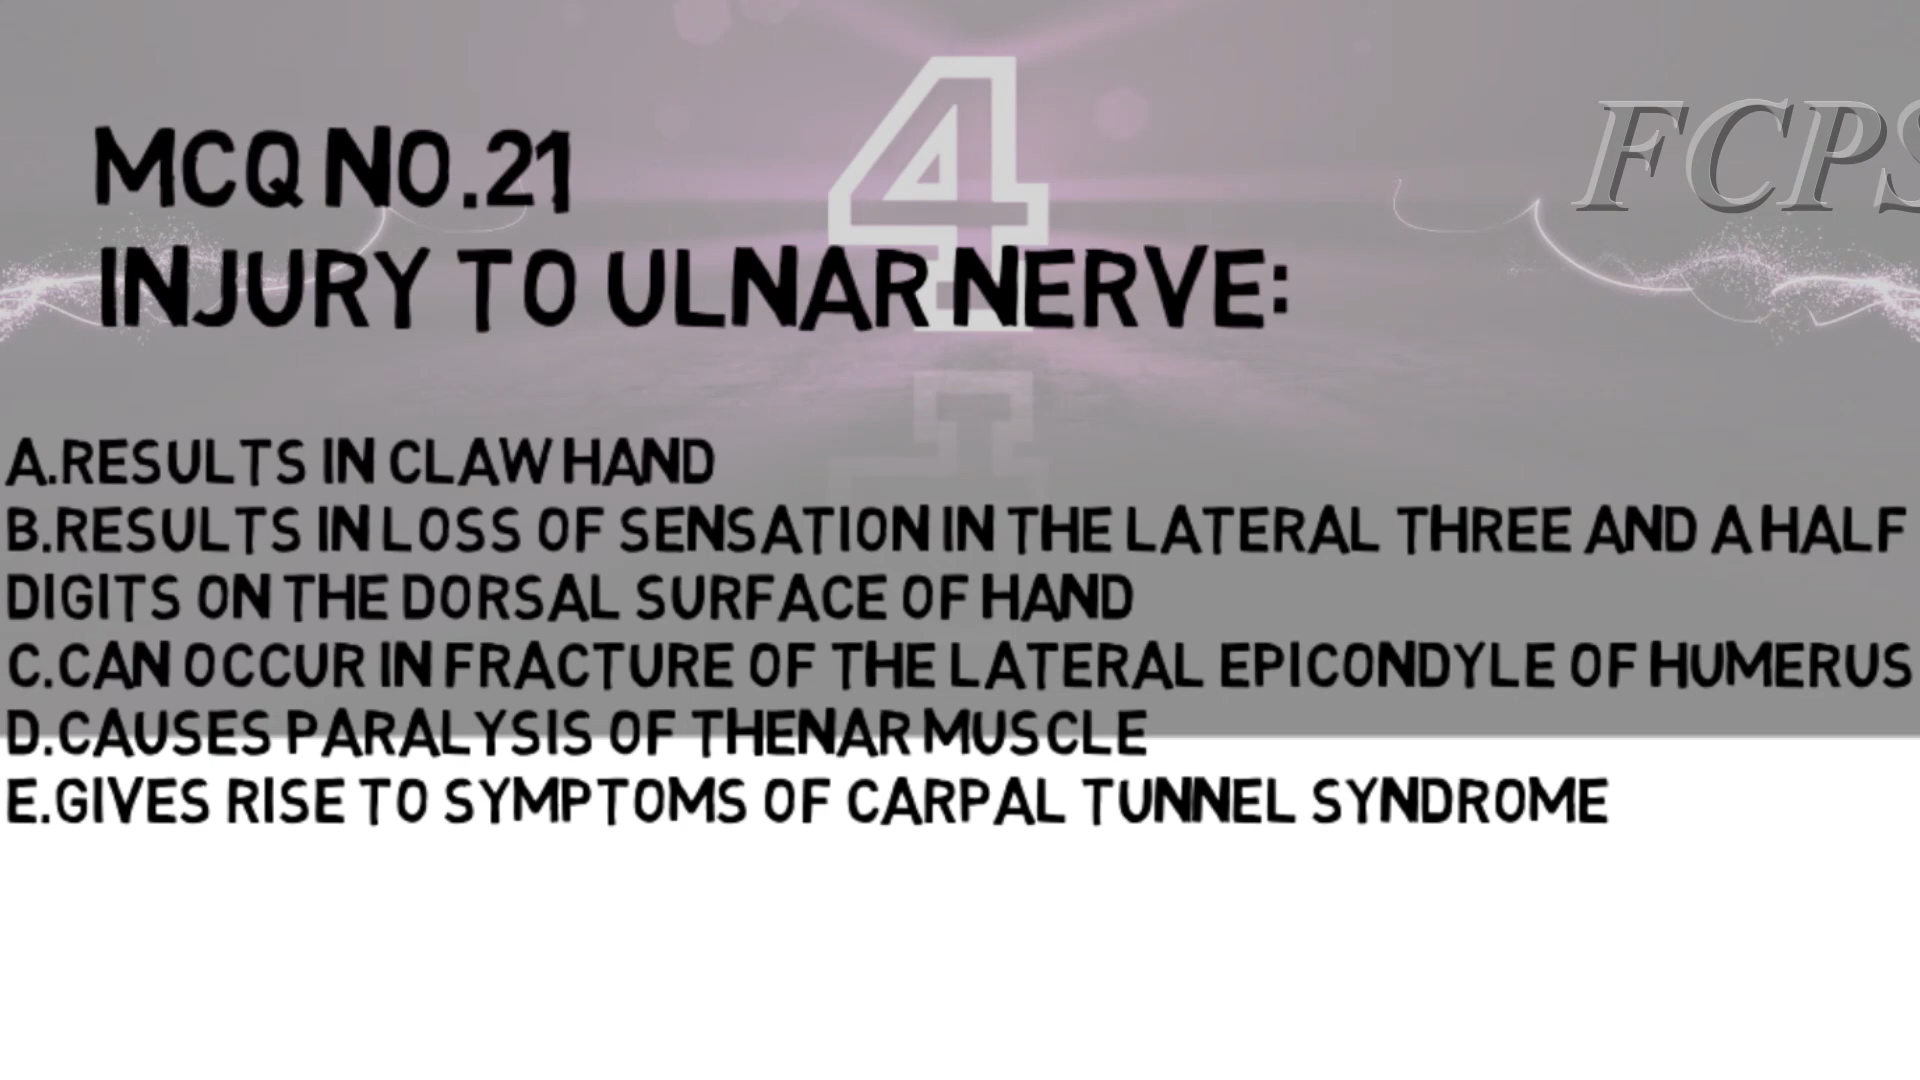 4
FCPS
MCQ NO.21
INJURY TO ULNAR NERVE:
A.RESULTS IN CLAW HAND
B.RESULTS IN LOSS OF SENSATION IN THE LATERAL THREE AND A HALF
DIGITS ON THE DORSAL SURFACE OF HAND
C.CAN OCCUR IN FRACTURE OF THE LATERAL EPICONDYLE OF HUMERUS
D.CAUSES PARALYSIS OF THENAR MUSCLE
E.GIVES RISE TO SYMPTOMS OF CARPAL TUNNEL SYNDROME